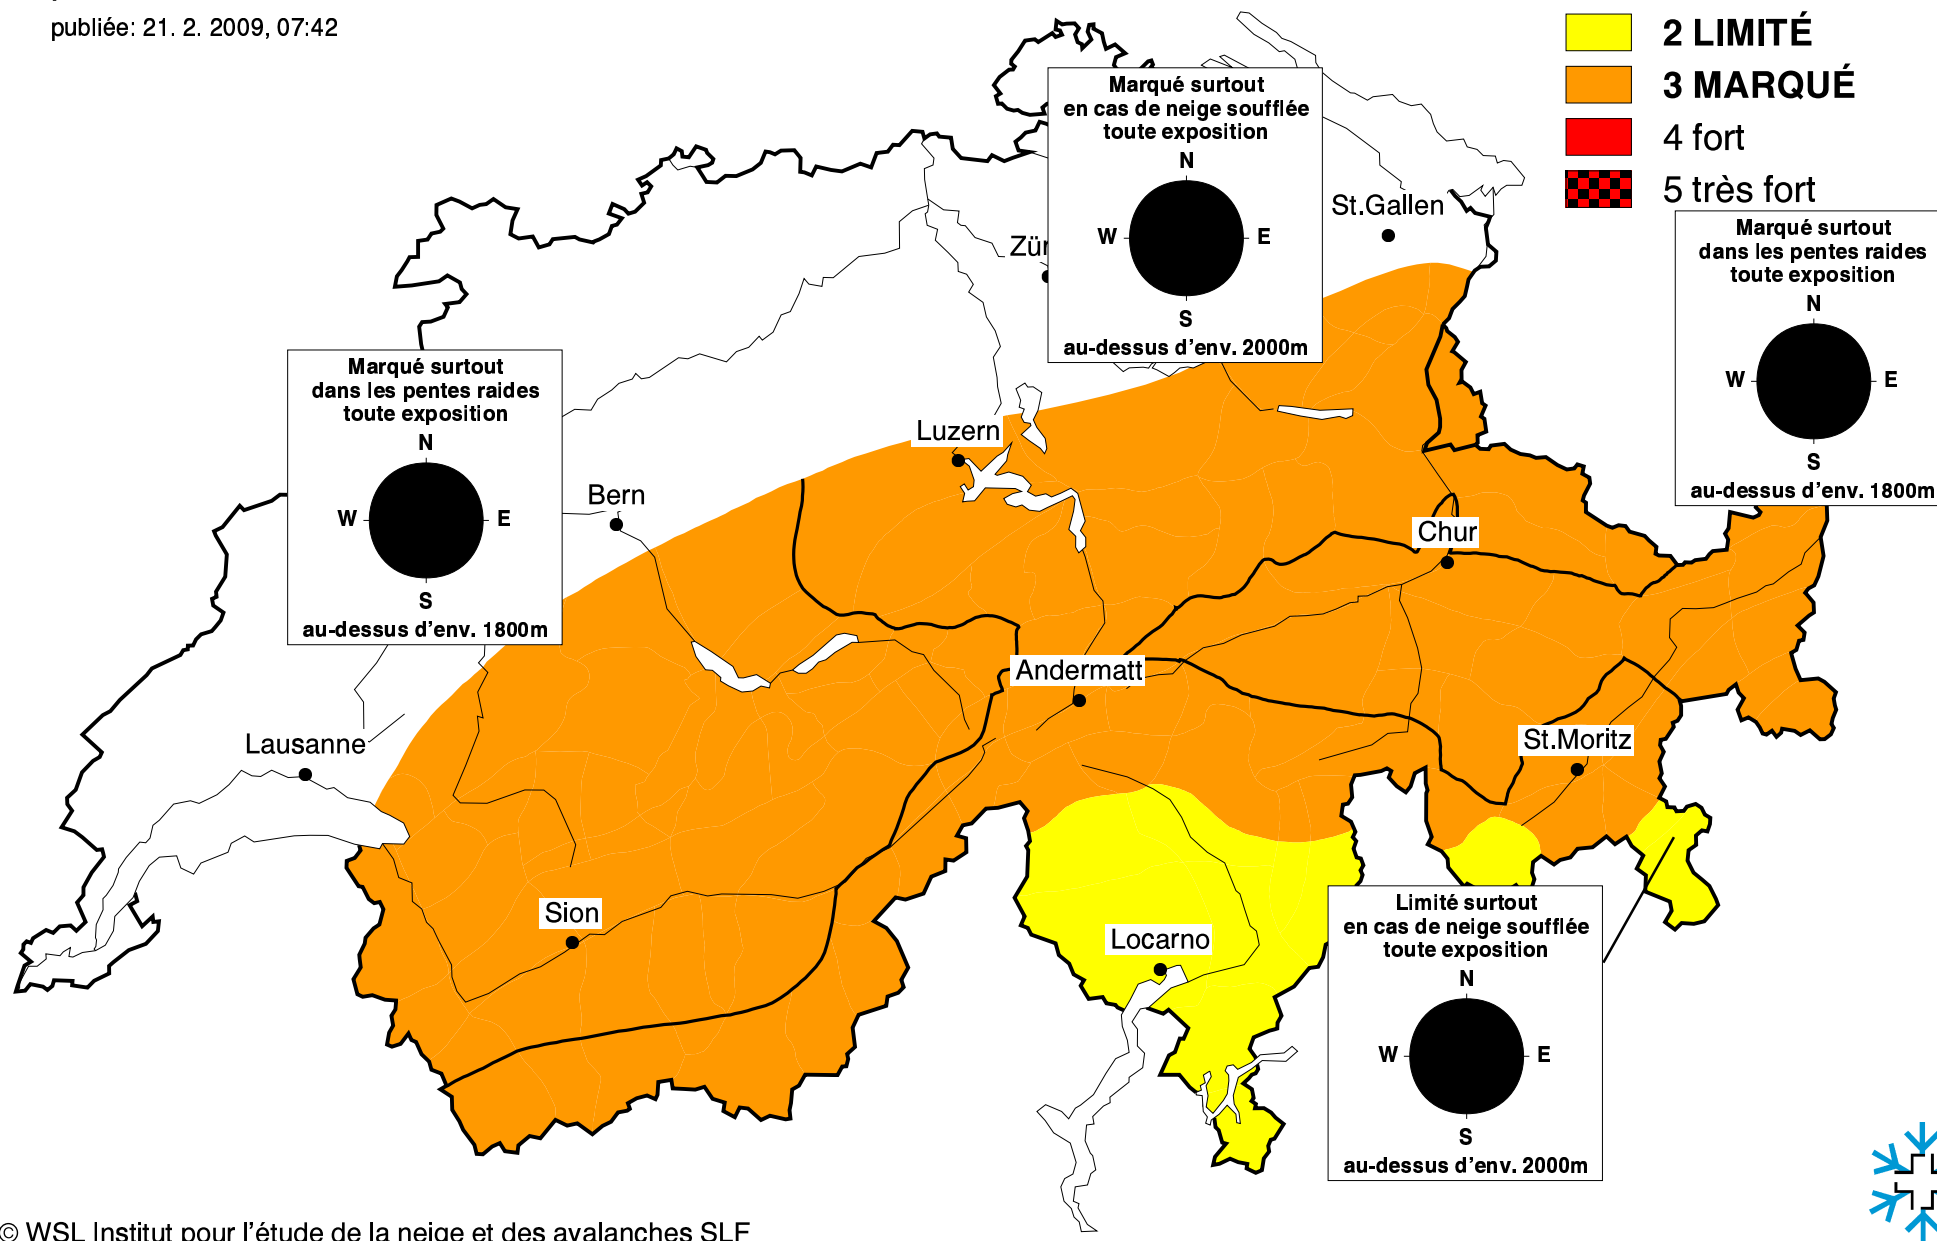 publiée: 21. 2. 2009, 07:42
2 LIMITÉ
3 MARQUÉ
4 fort
5 très fort
Marqué surtout
en cas de neige soufflée
toute exposition
N
W
E
S
au-dessus d'env. 2000m
St.Gallen
Zür
Marqué surtout
dans les pentes raides
toute exposition
N
W
E
S
au-dessus d'env. 1800m
Marqué surtout
dans les pentes raides
toute exposition
N
W
E
S
au-dessus d'env. 1800m
Luzern
Bern
Chur
Andermatt
Lausanne
St.Moritz
Sion
Locarno
Limité surtout
en cas de neige soufflée
toute exposition
N
W
E
S
au-dessus d'env. 2000m
© WSL Institut pour l'étude de la neige et des avalanches SLF